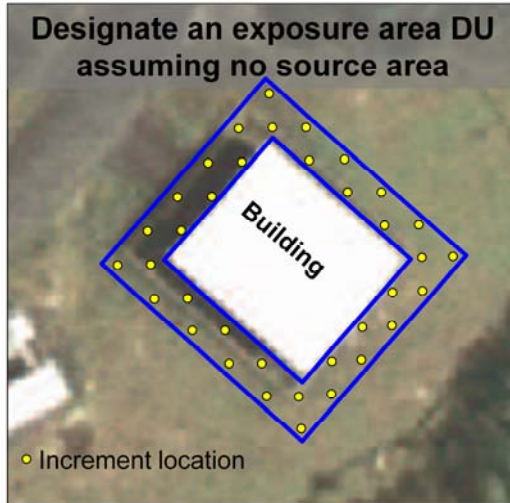 Designate an exposure area DU
assuming no source area
Building
Increment location